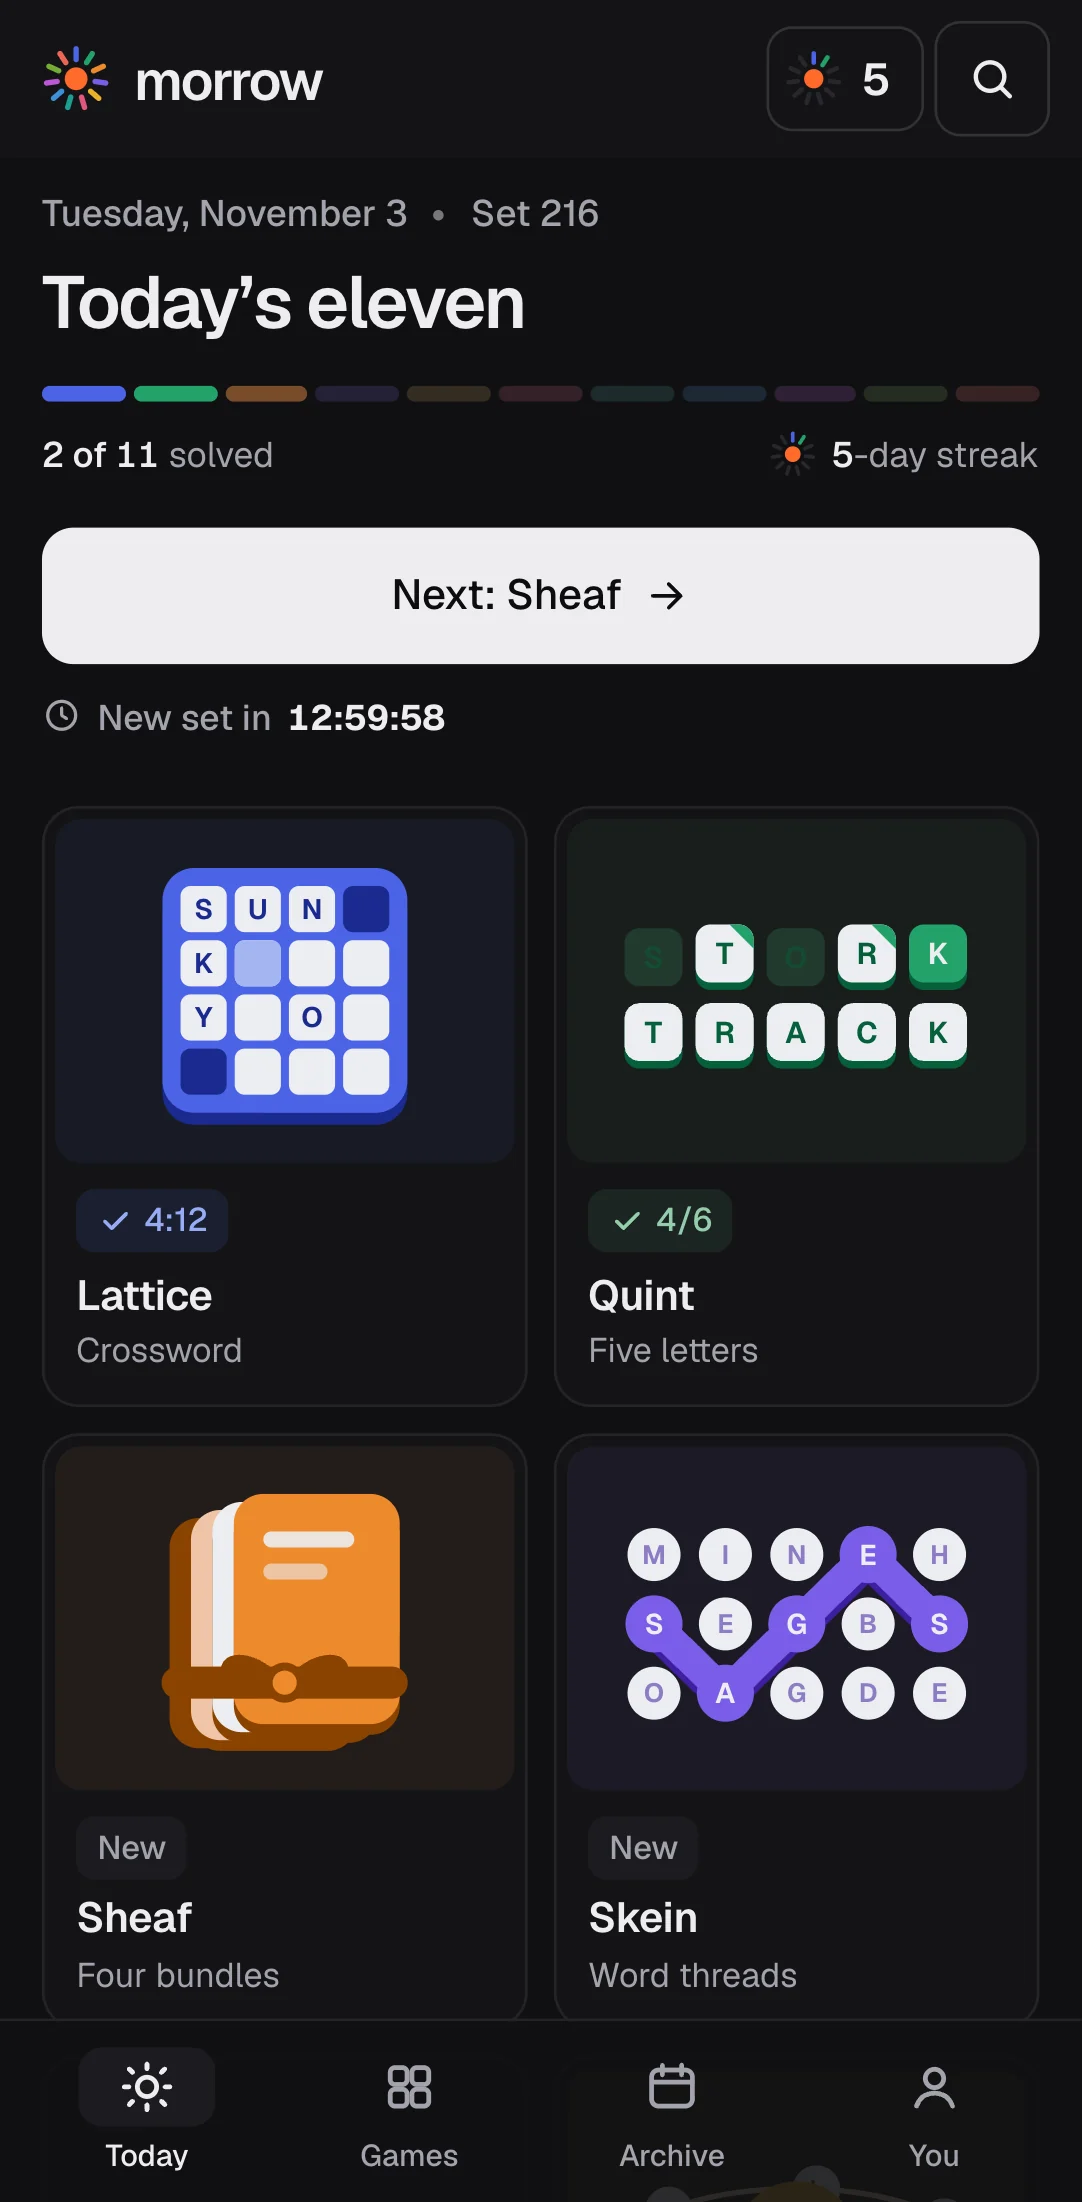 morrow
5
Tuesday, November 3 • Set 216
Today’s eleven
2 of 11 solved
5-day streak
Next: Sheaf →
New set in 12:59:58
S U N
K
Y O
S T O R K
T R A C K
4:12
Lattice
Crossword
4/6
Quint
Five letters
M I N E H
S E G B S
O A G D E
New
Sheaf
Four bundles
New
Skein
Word threads
Today
Games
Archive
You